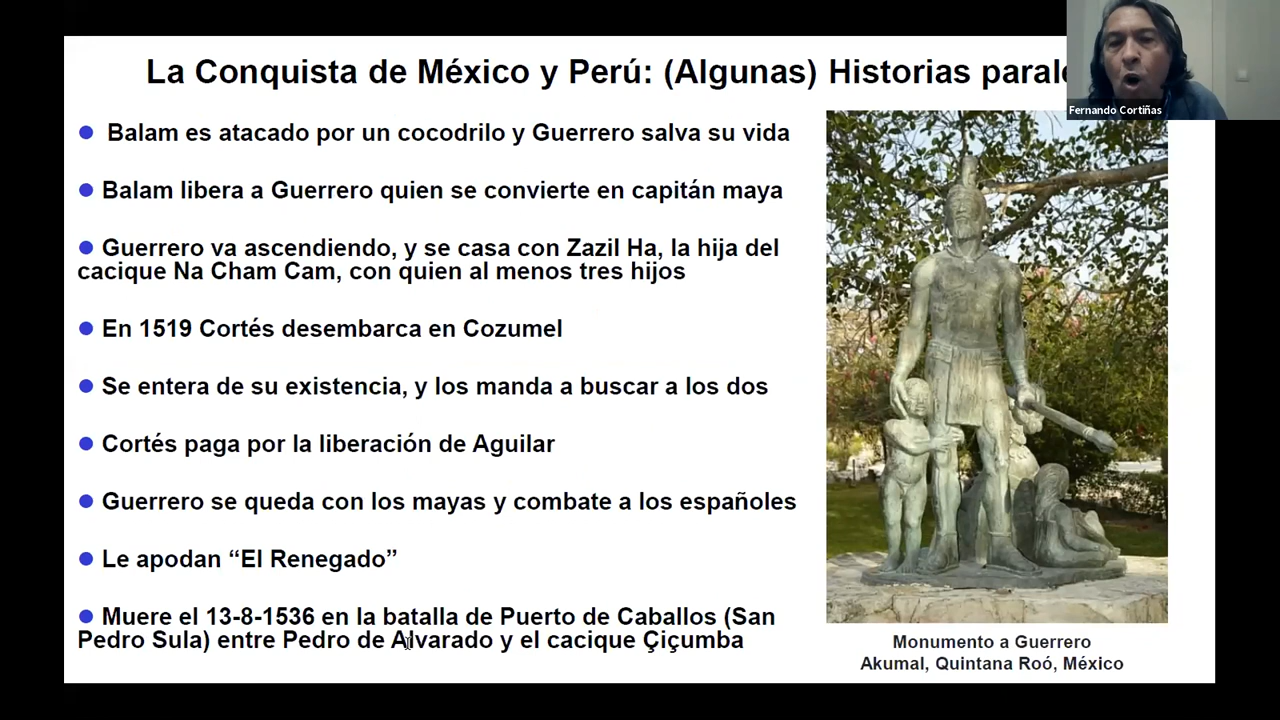 La Conquista de México y Perú: (Algunas) Historias
Fernando Cortiñas
Balam es atacado por un cocodrilo y Guerrero salva su vida
Balam libera a Guerrero quien se convierte en capitán maya
Guerrero va ascendiendo, y se casa con Zazil Ha, la hija del
cacique Na Cham Cam, con quien al menos tres hijos
En 1519 Cortés desembarca en Cozumel
Se entera de su existencia, y los manda a buscar a los dos
Cortés paga por la liberación de Aguilar
Guerrero se queda con los mayas y combate a los españoles
Le apodan “El Renegado”
Muere el 13-8-1536 en la batalla de Puerto de Caballos (San
Pedro Sula) entre Pedro de Alvarado y el cacique Çiçumba
Monumento a Guerrero
Akumal, Quintana Roó, México